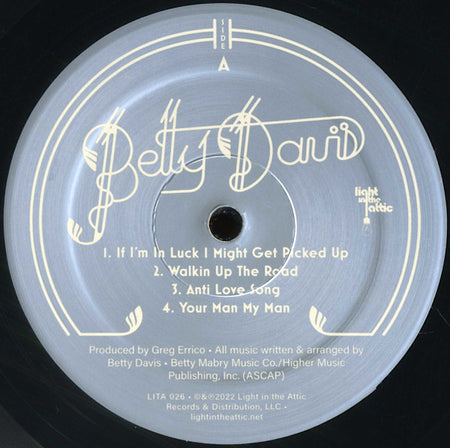 SIDE
A
Betty Davis
light
in the
attic
1. If I'm In Luck I Might Get Picked Up
2. Walkin Up The Road
3. Anti Love Song
4. Your Man My Man
Produced by Greg Errico • All music written & arranged by
Betty Davis • Betty Mabry Music Co./Higher Music
Publishing, Inc. (ASCAP)
LITA 026 • ©&℗2022 Light in the Attic
Records & Distribution, LLC •
lightintheattic.net